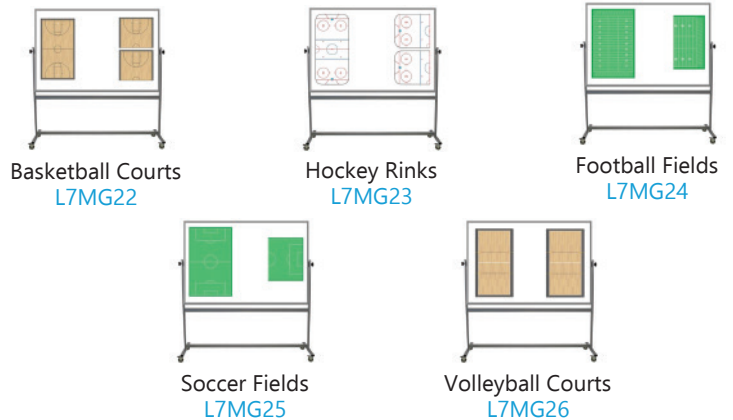 Basketball Courts
L7MG22
Hockey Rinks
L7MG23
Football Fields
L7MG24
Soccer Fields
L7MG25
Volleyball Courts
L7MG26